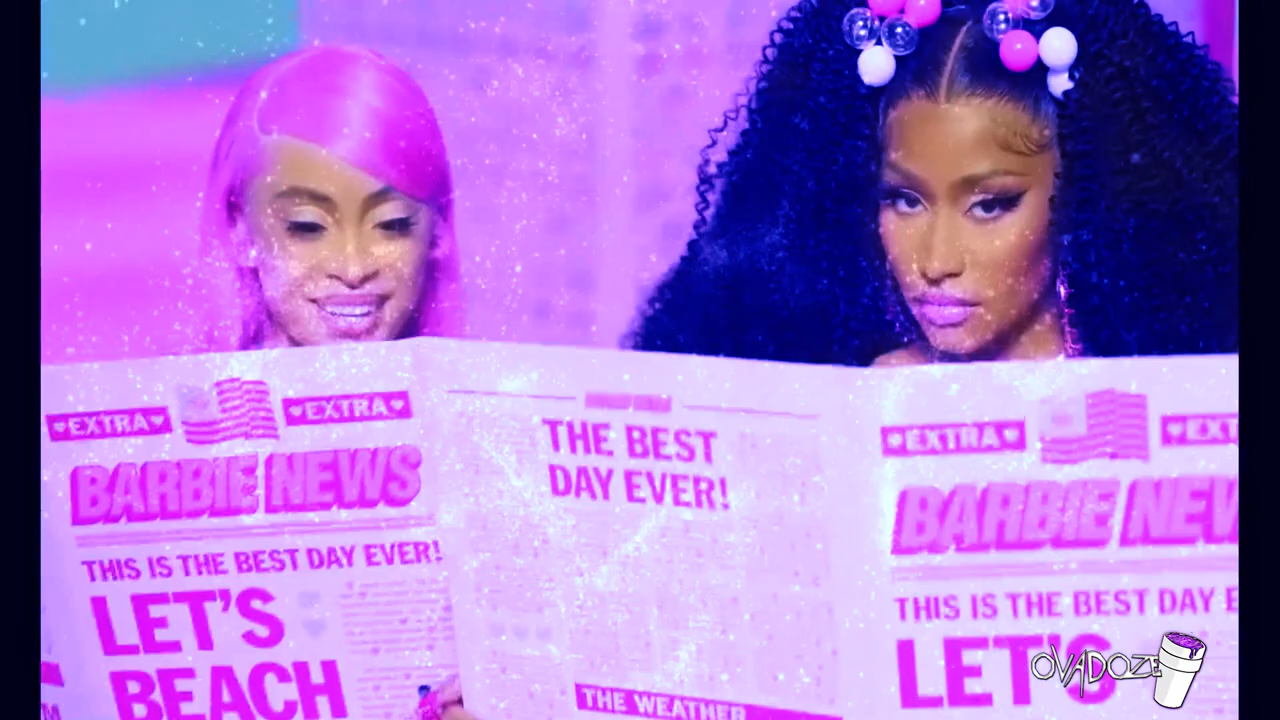 ♥EXTRA♥
♥EXTRA♥
BARBIE NEWS
THIS IS THE BEST DAY EVER!
LET'S
BEACH
THE BEST
DAY EVER!
THE WEATHER
♥EXTRA♥
♥EXT
BARBIE NEW
THIS IS THE BEST DAY E
LET'S
OVADOZE